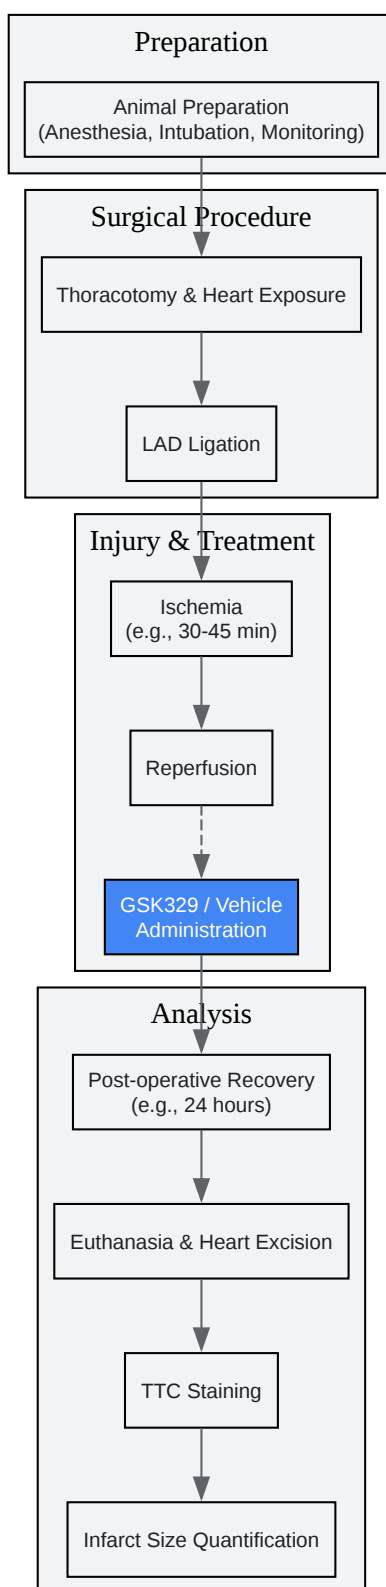 Preparation
Animal Preparation
(Anesthesia, Intubation, Monitoring)
Surgical Procedure
Thoracotomy & Heart Exposure
LAD Ligation
Injury & Treatment
Ischemia
(e.g., 30-45 min)
Reperfusion
GSK329 / Vehicle
Administration
Analysis
Post-operative Recovery
(e.g., 24 hours)
Euthanasia & Heart Excision
TTC Staining
Infarct Size Quantification